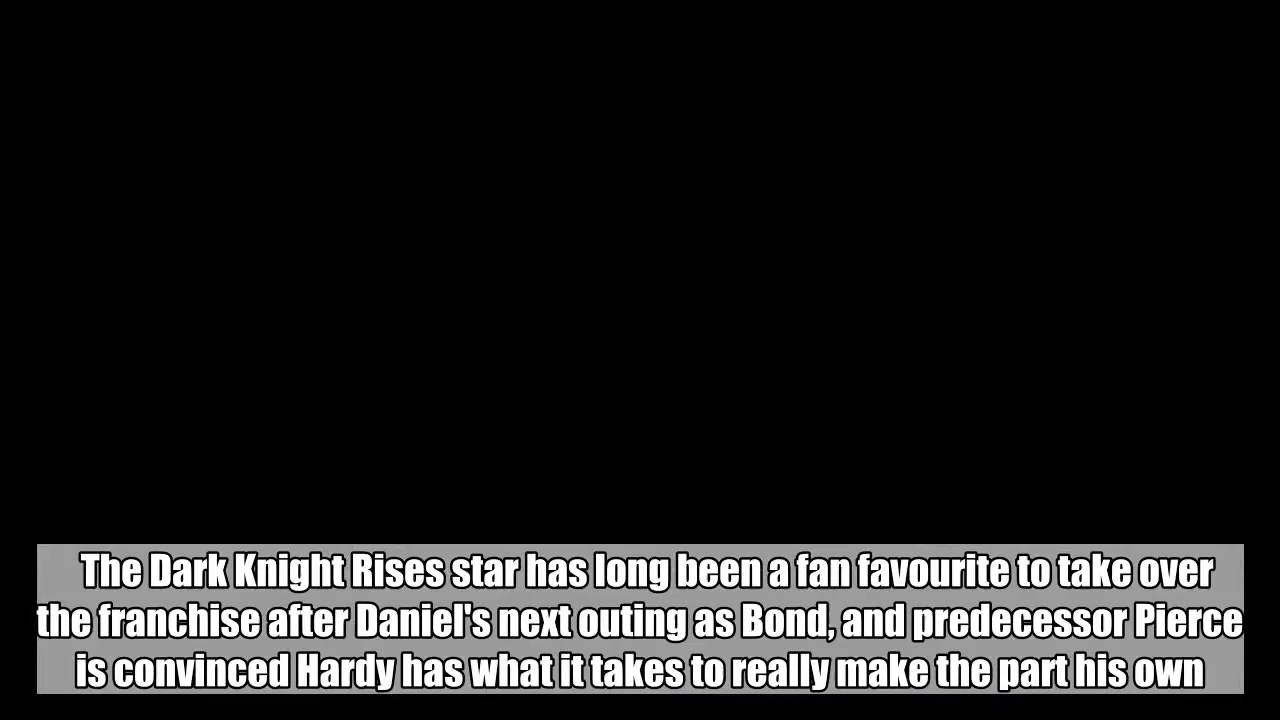 The Dark Knight Rises star has long been a fan favourite to take over
the franchise after Daniel's next outing as Bond, and predecessor Pierce
is convinced Hardy has what it takes to really make the part his own